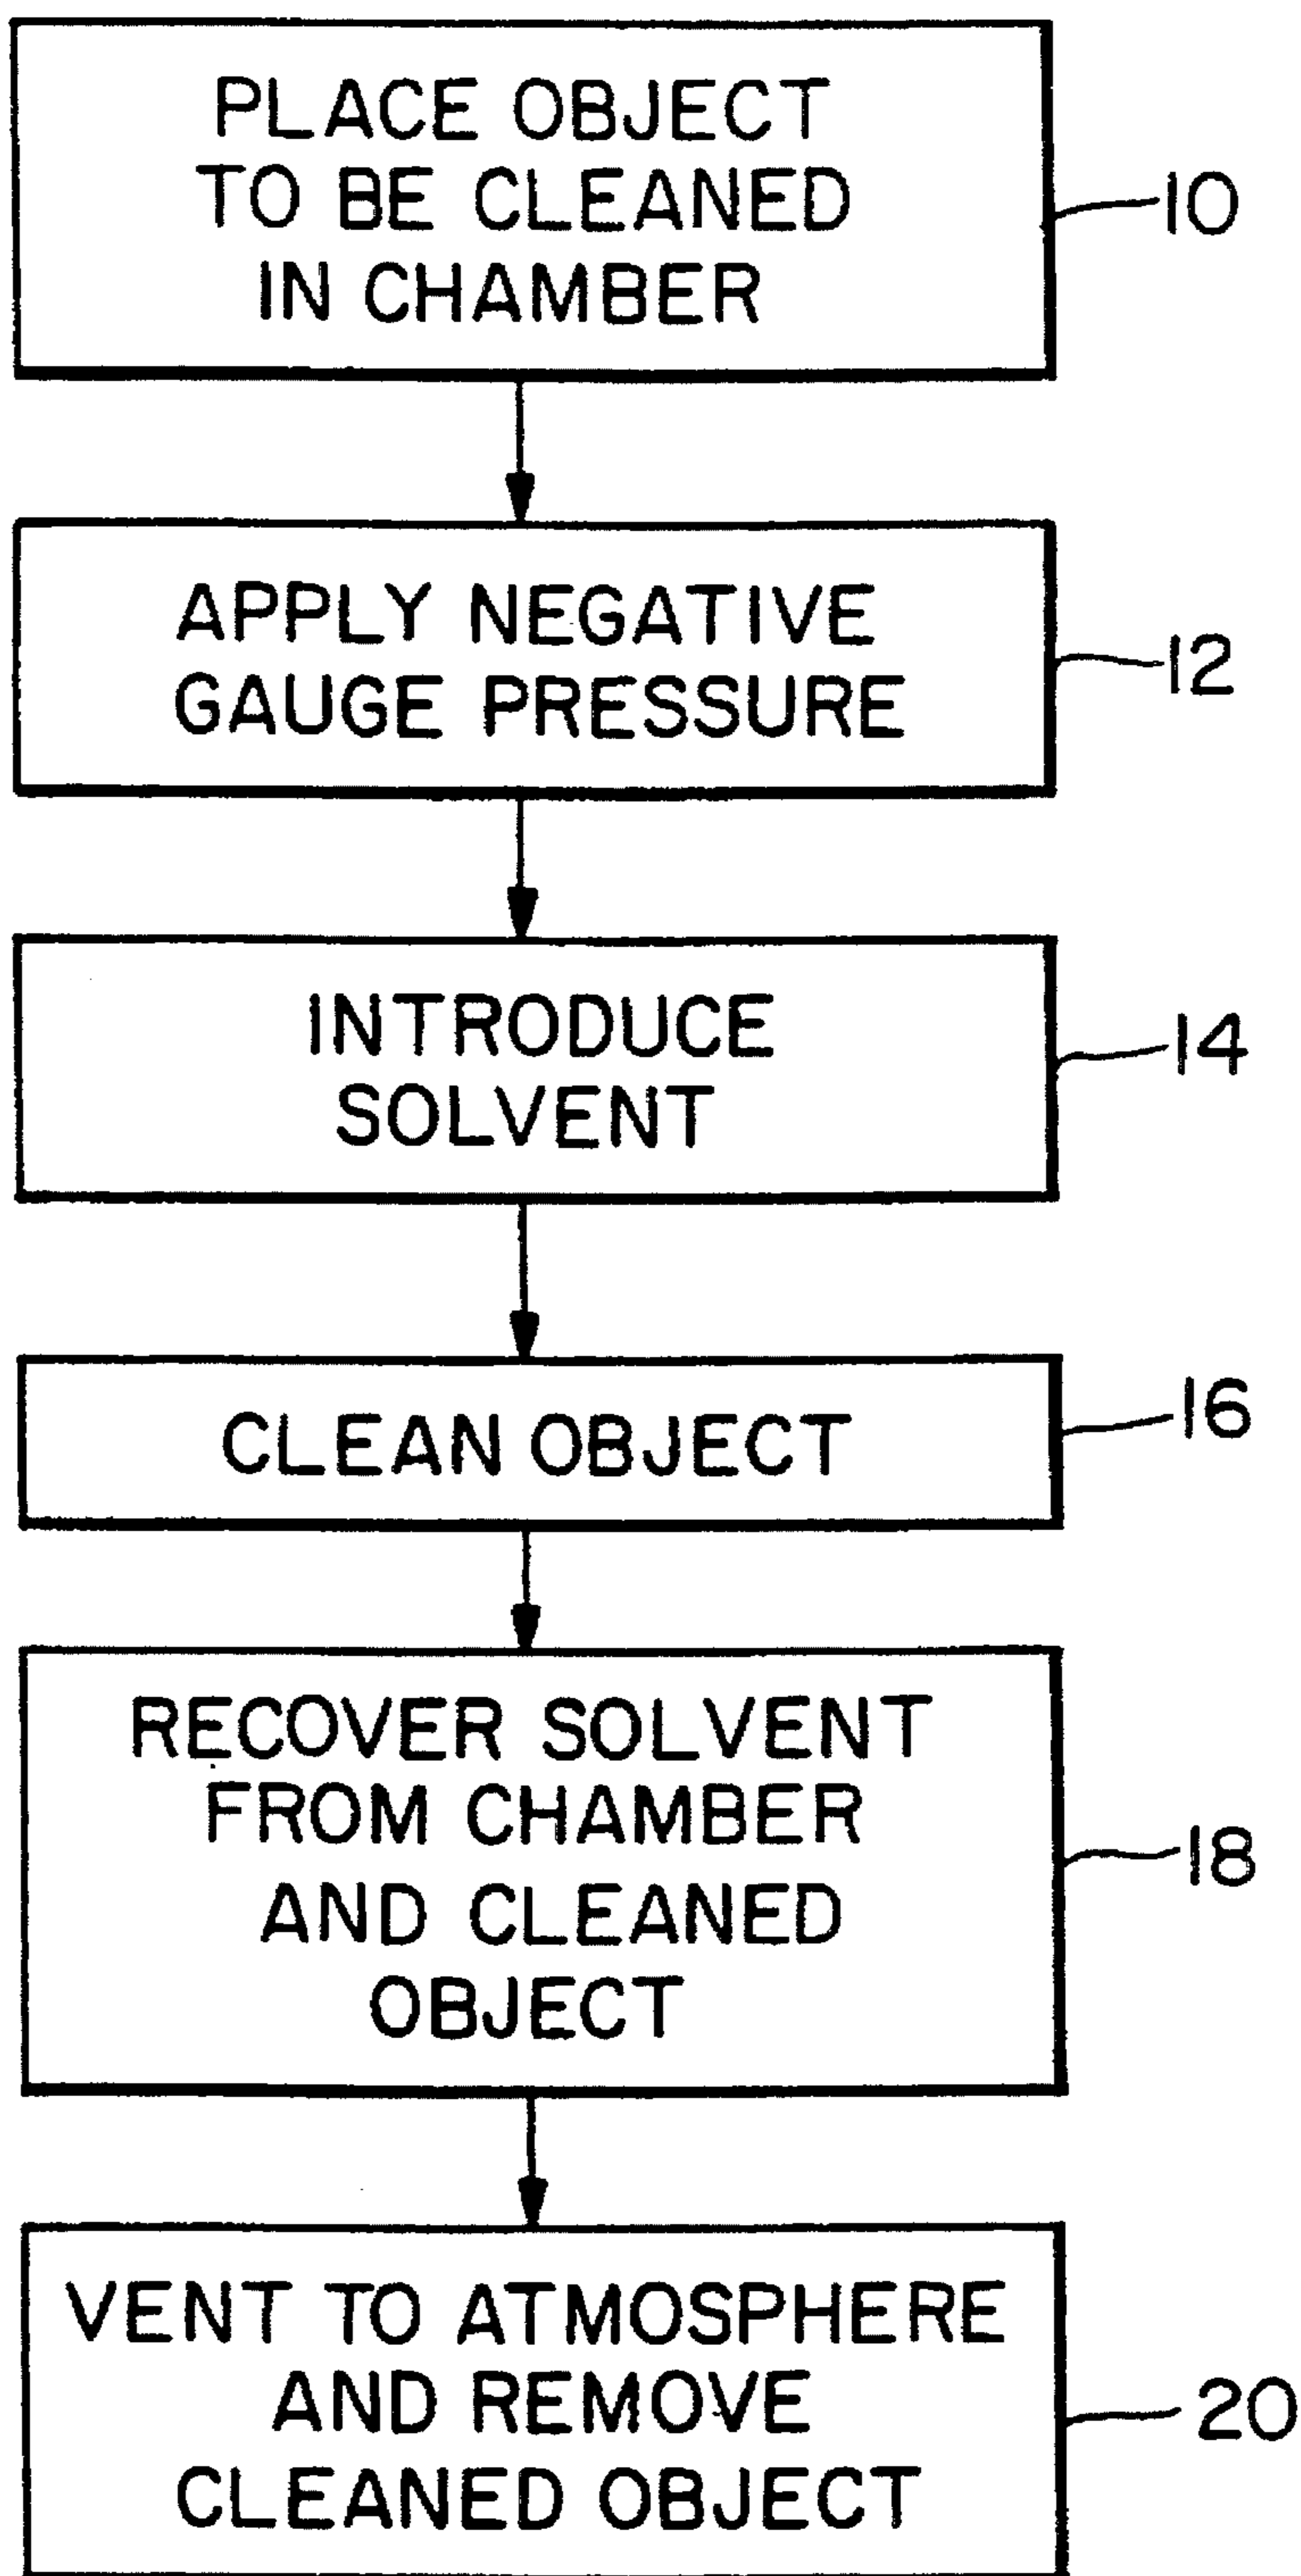 PLACE OBJECT
TO BE CLEANED
IN CHAMBER
10
APPLY NEGATIVE
GAUGE PRESSURE
12
INTRODUCE
SOLVENT
14
CLEAN OBJECT
16
RECOVER SOLVENT
FROM CHAMBER
AND CLEANED
OBJECT
18
VENT TO ATMOSPHERE
AND REMOVE
CLEANED OBJECT
20